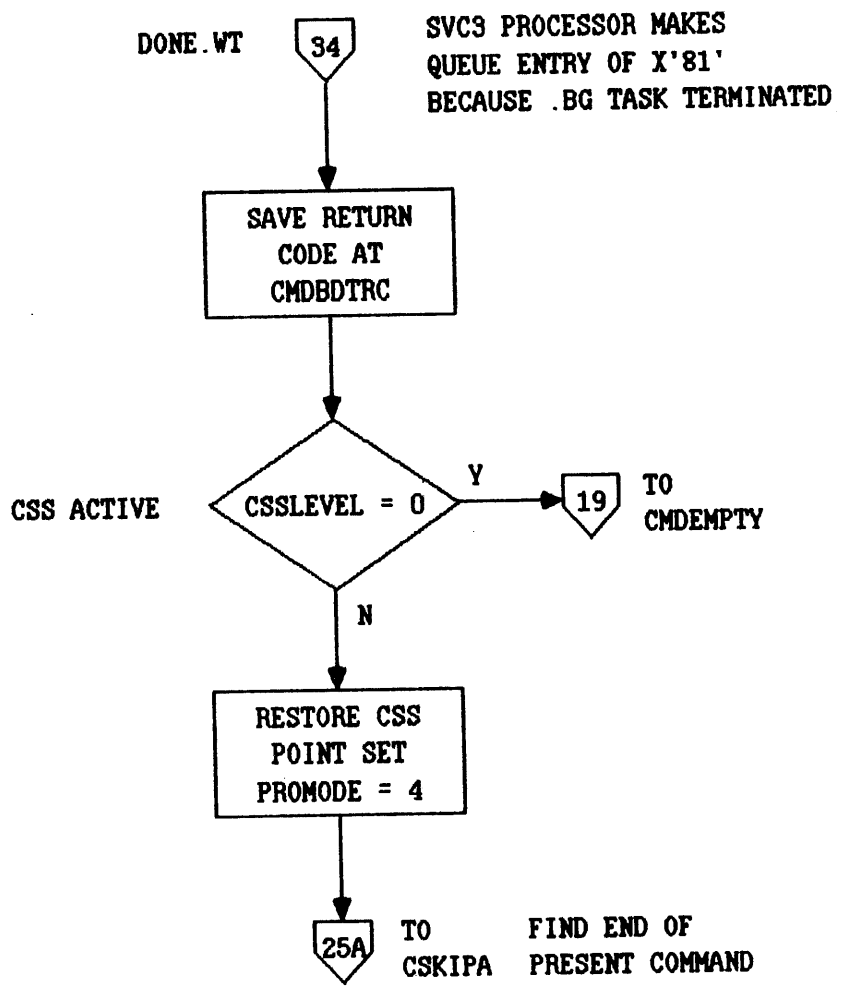 DONE.WT
34
SVC3 PROCESSOR MAKES
QUEUE ENTRY OF X'81'
BECAUSE .BG TASK TERMINATED
SAVE RETURN
CODE AT
CMDBDTRC
CSS ACTIVE
CSSLEVEL = 0
Y
19
TO
CMDEMPTY
N
RESTORE CSS
POINT SET
PROMODE = 4
25A
TO
CSKIPA
FIND END OF
PRESENT COMMAND